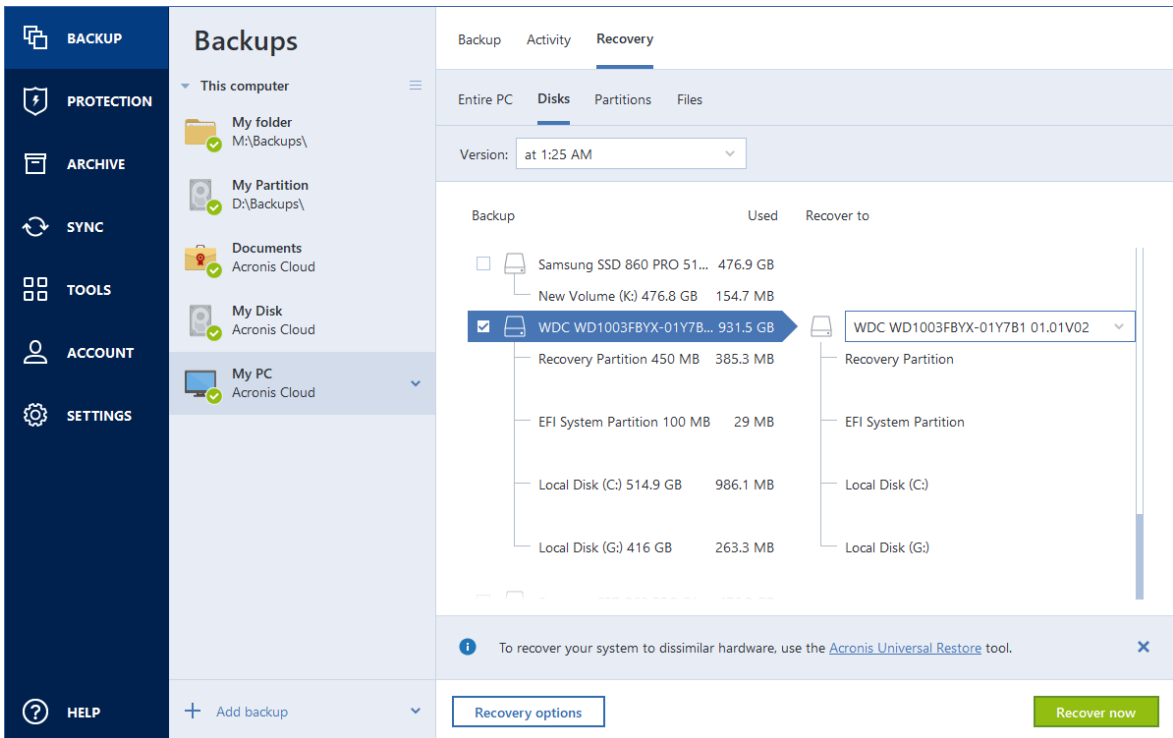 BACKUP
PROTECTION
ARCHIVE
SYNC
TOOLS
ACCOUNT
SETTINGS
HELP
Backups
This computer
My folder
M:\Backups\
My Partition
D:\Backups\
Documents
Acronis Cloud
My Disk
Acronis Cloud
My PC
Acronis Cloud
Add backup
Backup Activity Recovery
Entire PC Disks Partitions Files
Version: at 1:25 AM
Backup Used Recover to
Samsung SSD 860 PRO 51... 476.9 GB
New Volume (K:) 476.8 GB 154.7 MB
WDC WD1003FBYX-01Y7B... 931.5 GB WDC WD1003FBYX-01Y7B1 01.01V02
Recovery Partition 450 MB 385.3 MB Recovery Partition
EFI System Partition 100 MB 29 MB EFI System Partition
Local Disk (C:) 514.9 GB 986.1 MB Local Disk (C:)
Local Disk (G:) 416 GB 263.3 MB Local Disk (G:)
To recover your system to dissimilar hardware, use the Acronis Universal Restore tool.
Recovery options Recover now